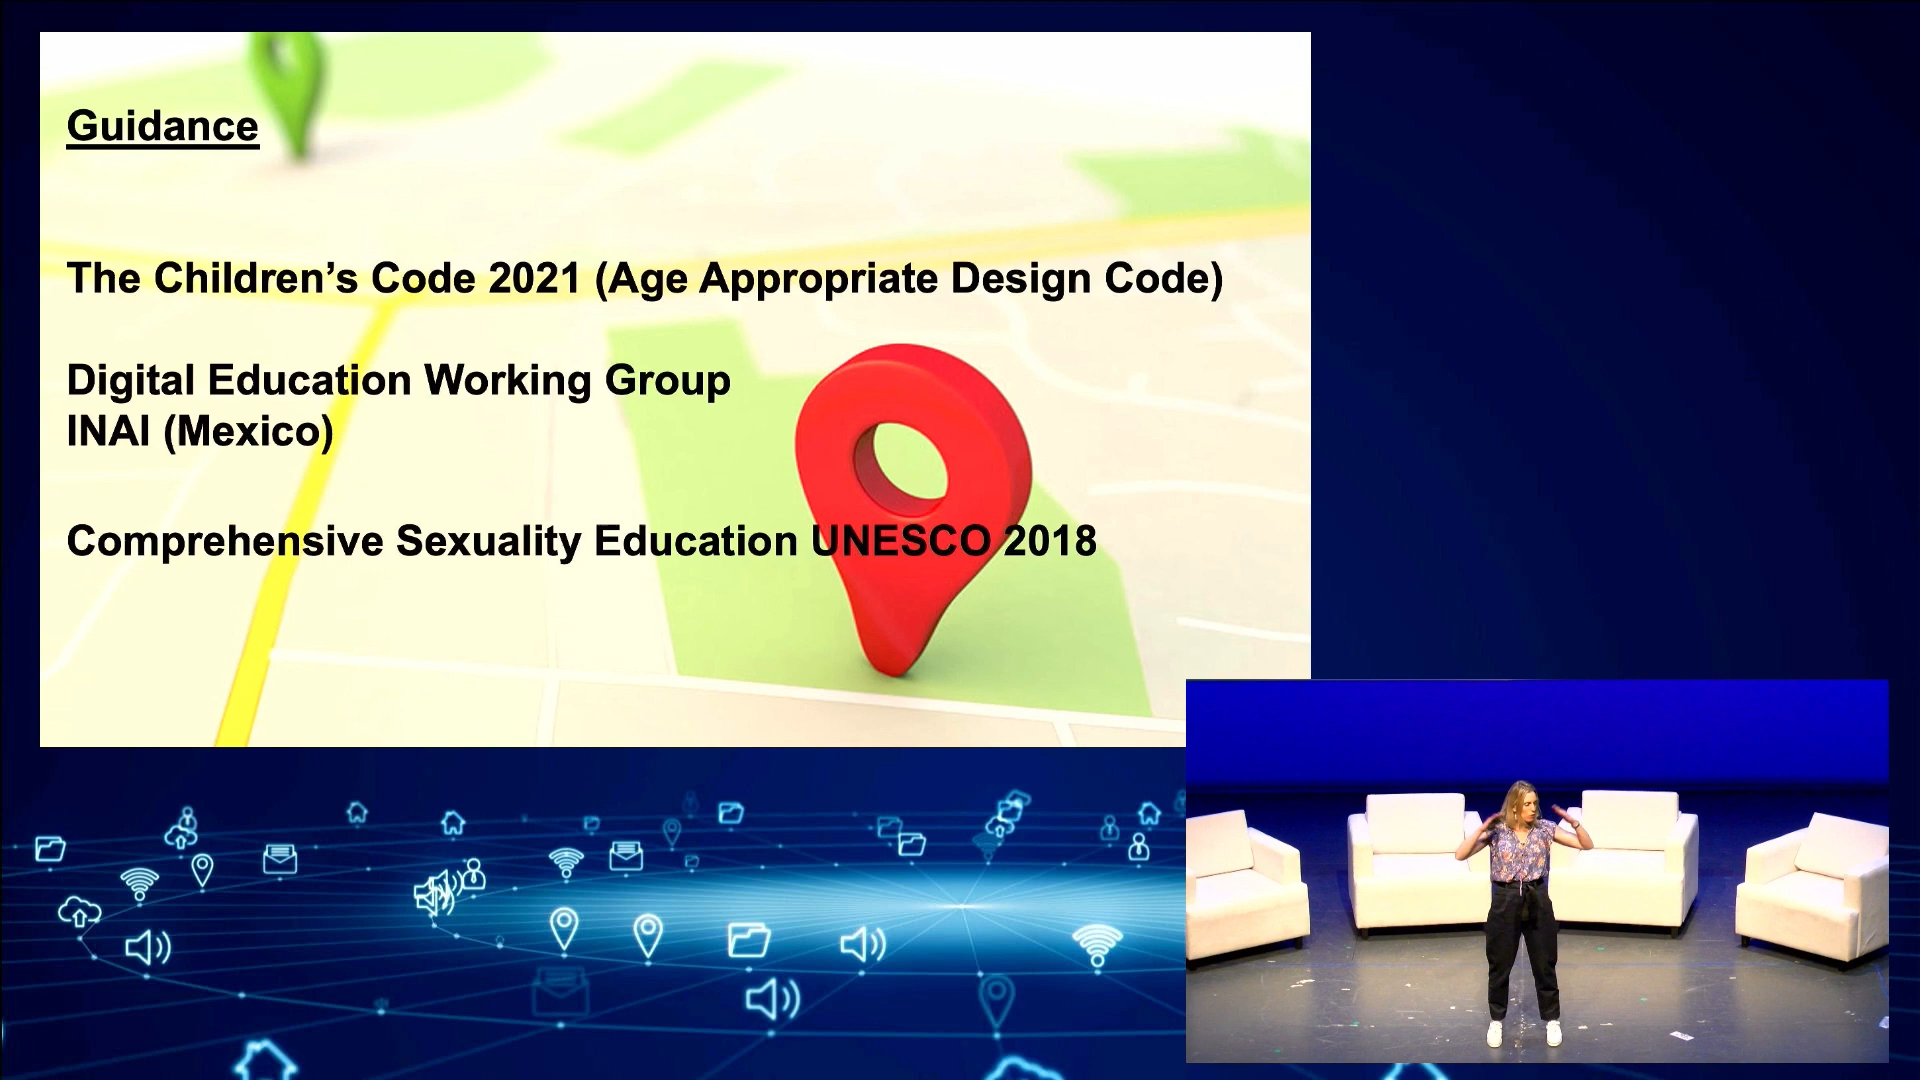 Guidance
The Children’s Code 2021 (Age Appropriate Design Code)
Digital Education Working Group
INAI (Mexico)
Comprehensive Sexuality Education UNESCO 2018